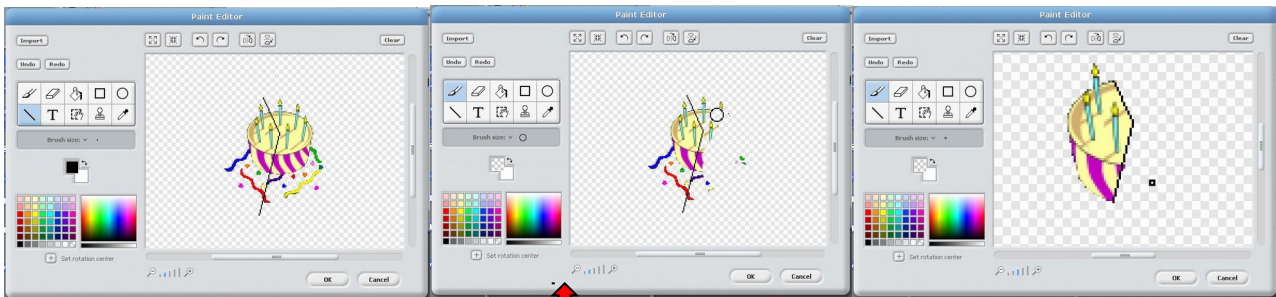 Paint Editor
Import
Clear
Undo Redo
T
Brush size:
Set rotation center
OK Cancel
Paint Editor
Import
Clear
Undo Redo
T
Brush size:
Set rotation center
OK Cancel
Paint Editor
Import
Clear
Undo Redo
T
Brush size:
Set rotation center
OK Cancel